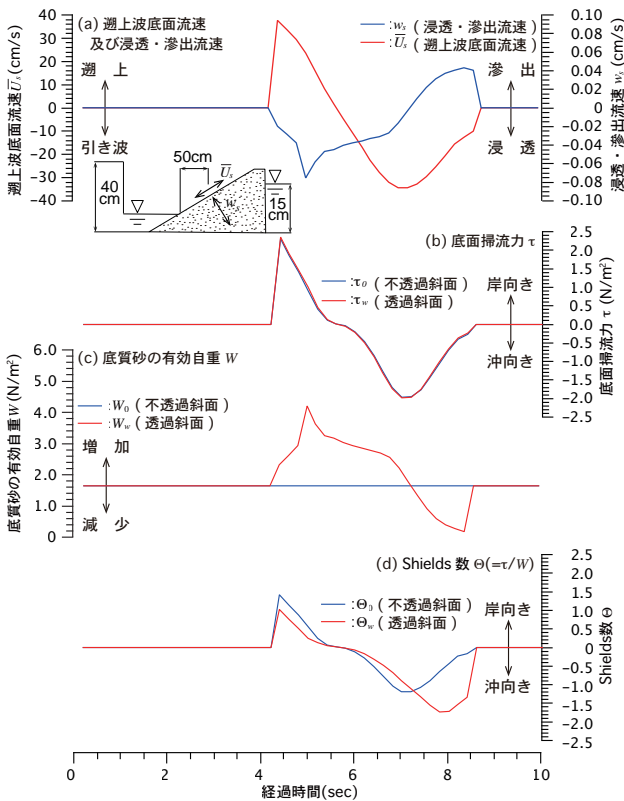 (a) 遡上波底面流速
及び浸透・滲出流速
:ws (浸透・滲出流速)
:Ūs (遡上波底面流速)
遡上波底面流速 Ūs(cm/s)
40
30
20
10
0
-10
-20
-30
-40
遡 上
引き波
滲 出
浸 透
0.10
0.08
0.06
0.04
0.02
0
-0.02
-0.04
-0.06
-0.08
0.10
浸透・滲出流速 ws (cm/s)
50cm
Ūs
ws
40
cm
15
cm
(b) 底面掃流力 τ
:τ0 ( 不透過斜面 )
:τw ( 透過斜面 )
岸向き
沖向き
2.5
2.0
1.5
1.0
0.5
0.0
-0.5
-1.0
-1.5
-2.0
-2.5
底面掃流力 τ (N/m²)
(c) 底質砂の有効自重 W
:W0 ( 不透過斜面 )
:Ww ( 透過斜面 )
増 加
減 少
6.0
5.0
4.0
3.0
2.0
1.0
0
底質砂の有効自重W (N/m²)
(d) Shields 数 Θ(=τ/W)
:Θ0 ( 不透過斜面 )
:Θw ( 透過斜面 )
岸向き
沖向き
2.5
2.0
1.5
1.0
0.5
0.0
-0.5
-1.0
-1.5
-2.0
2.5
Shields数 Θ
0 2 4 6 8 10
経過時間(sec)